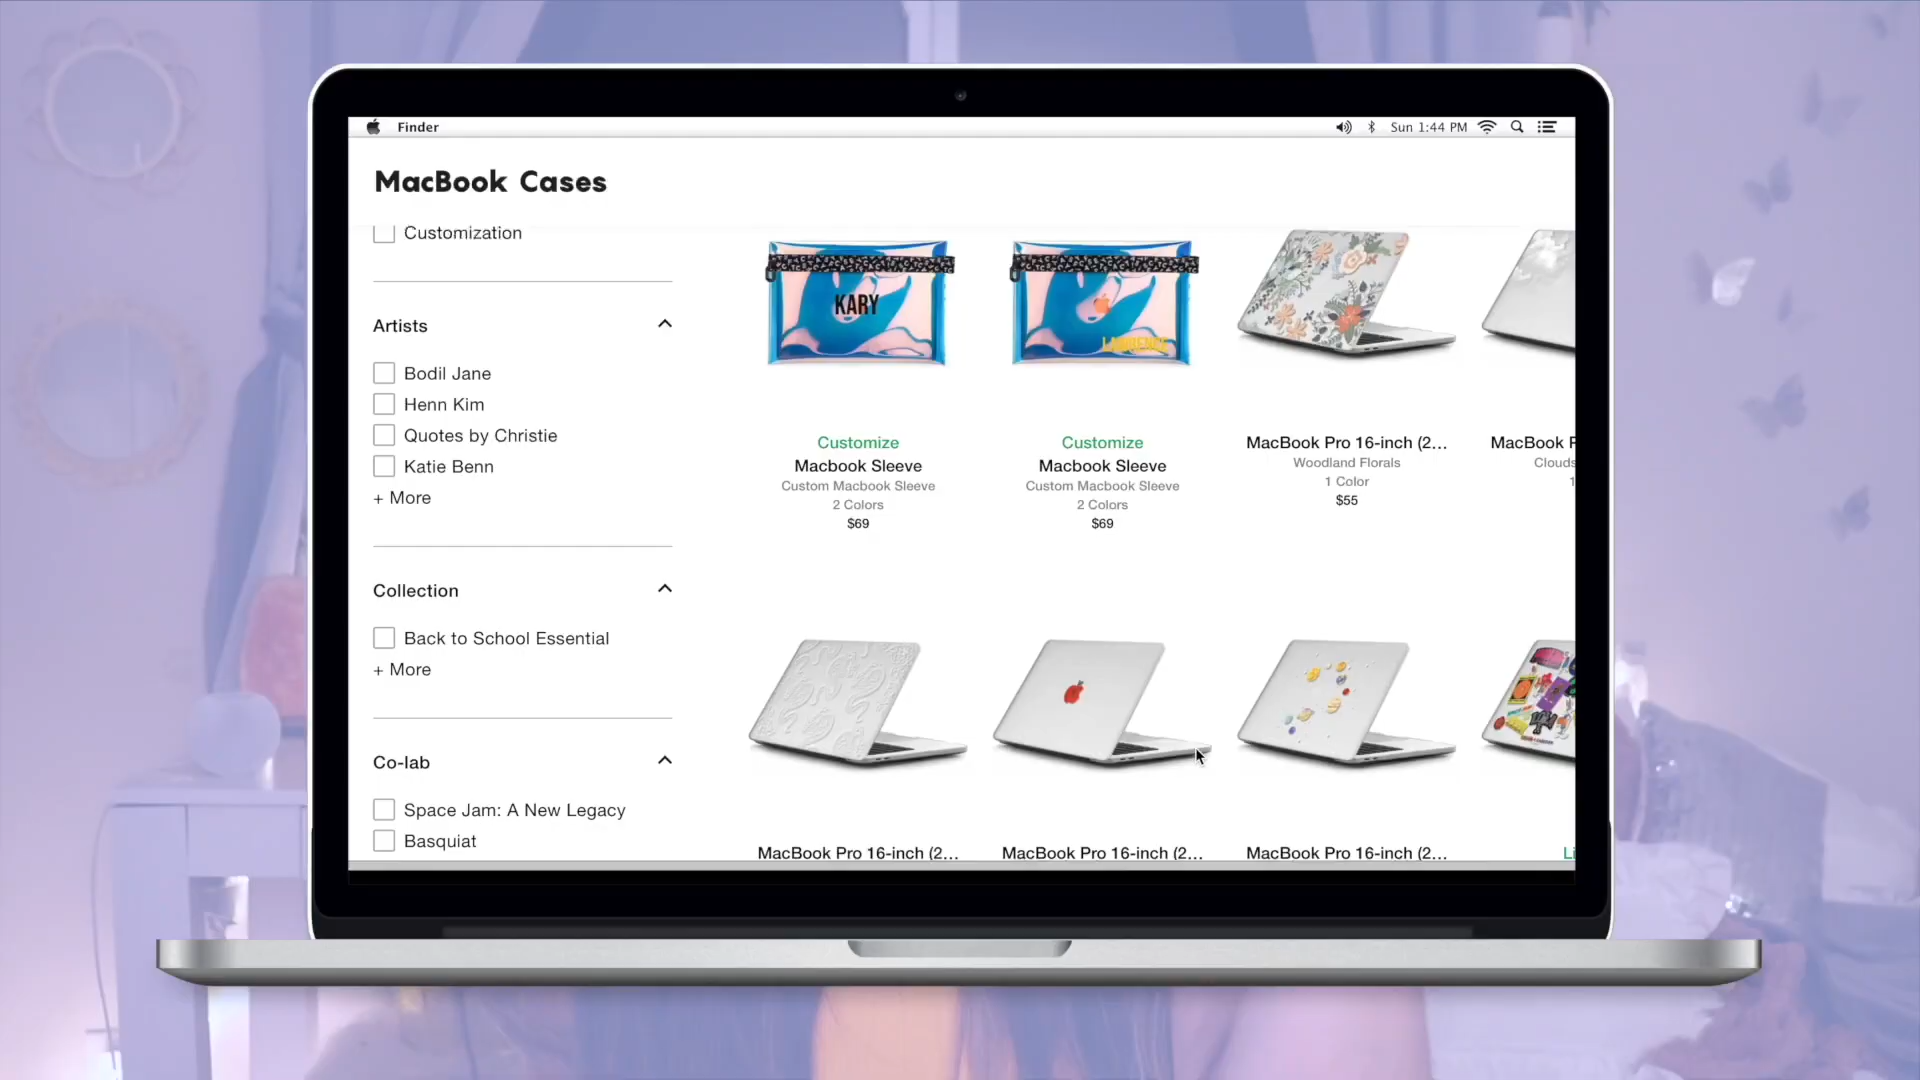 Finder
Sun 1:44 PM
MacBook Cases
Customization
Artists
Bodil Jane
Henn Kim
Quotes by Christie
Katie Benn
+ More
Collection
Back to School Essential
+ More
Co-lab
Space Jam: A New Legacy
Basquiat
KARY
Customize
Macbook Sleeve
Custom Macbook Sleeve
2 Colors
$69
Customize
Macbook Sleeve
Custom Macbook Sleeve
2 Colors
$69
MacBook Pro 16-inch (2...
Woodland Florals
1 Color
$55
MacBook P
Clouds
1
MacBook Pro 16-inch (2...
MacBook Pro 16-inch (2...
MacBook Pro 16-inch (2...
Li